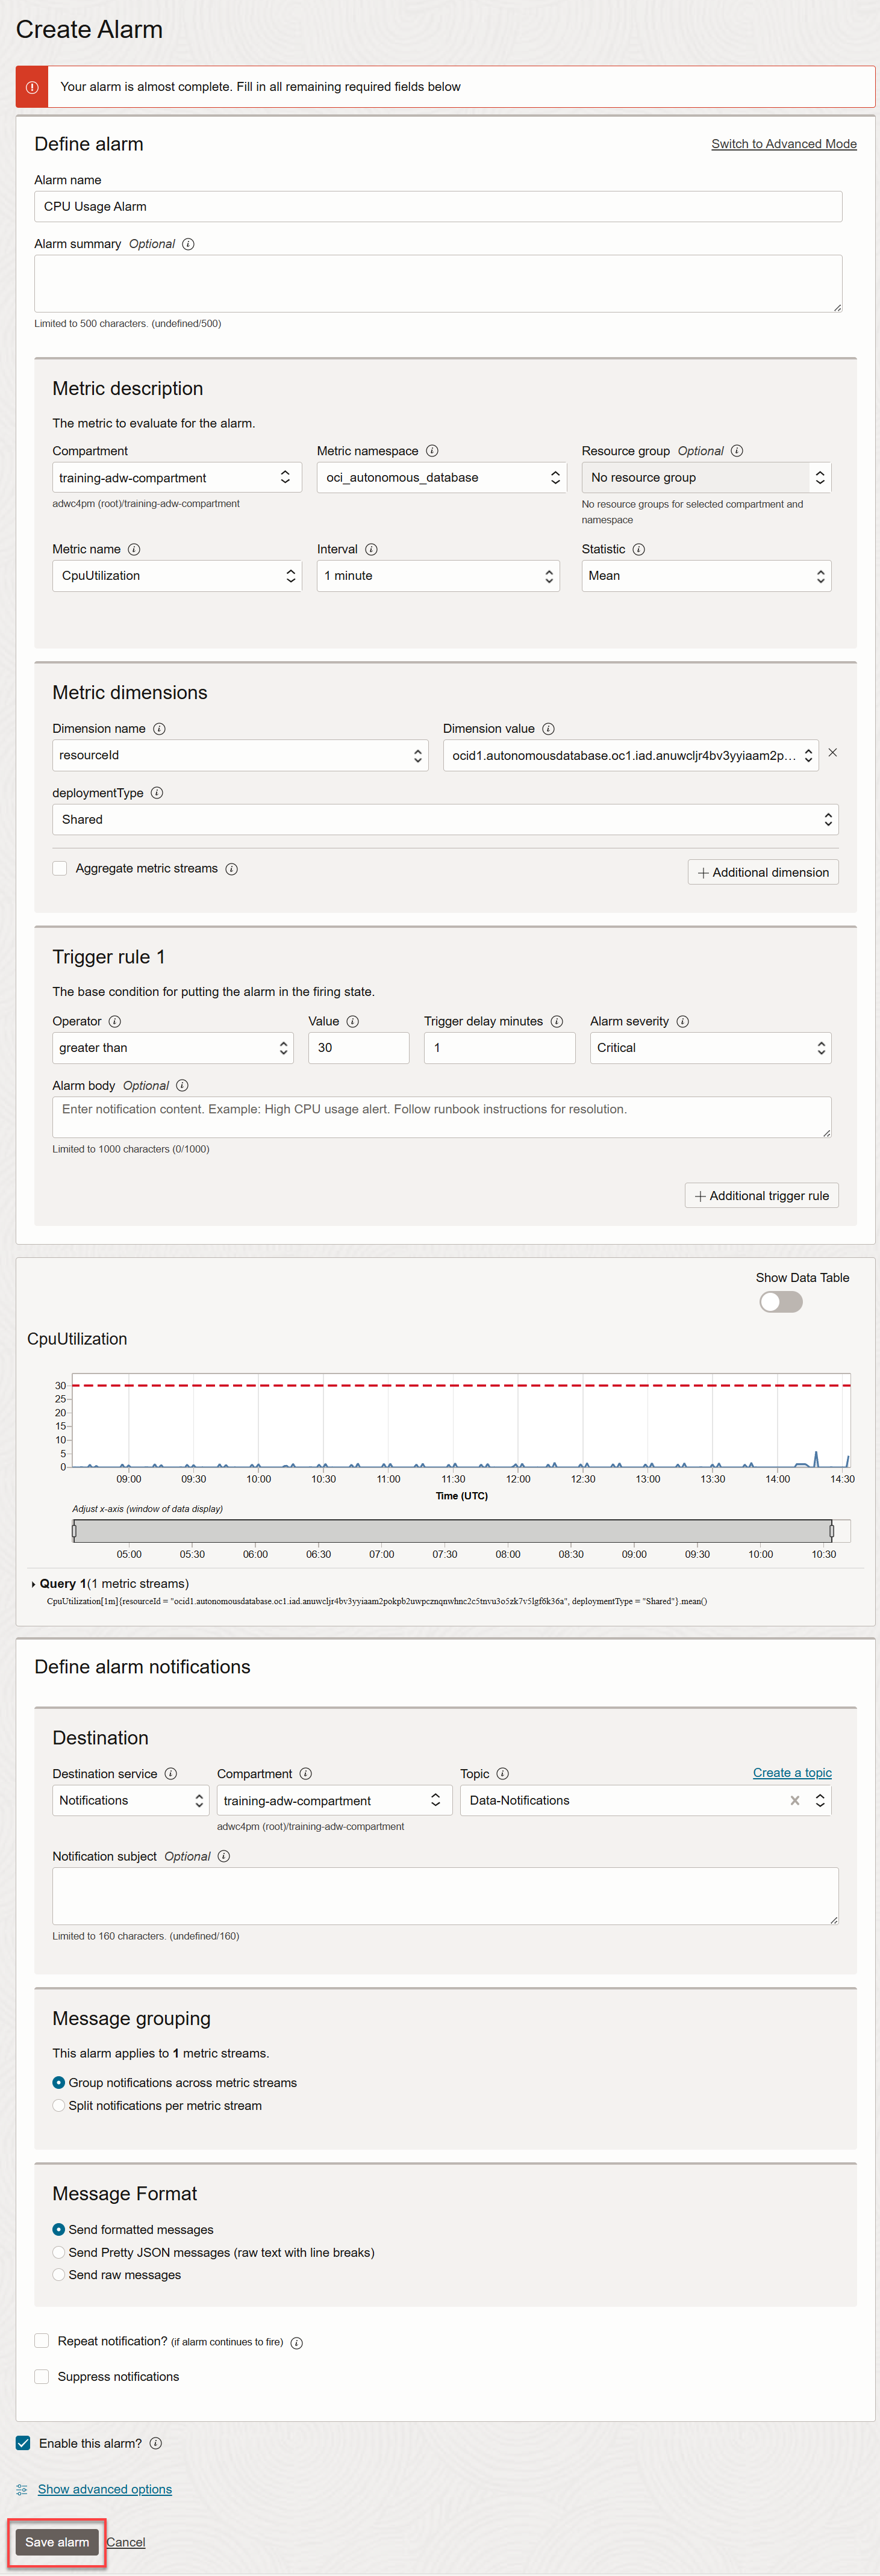 Create Alarm
Your alarm is almost complete. Fill in all remaining required fields below
Define alarm
Switch to Advanced Mode
Alarm name
CPU Usage Alarm
Alarm summary Optional
Limited to 500 characters. (undefined/500)
Metric description
The metric to evaluate for the alarm.
Compartment Metric namespace Resource group Optional
training-adw-compartment oci_autonomous_database No resource group
adwc4pm (root)/training-adw-compartment No resource groups for selected compartment and
namespace
Metric name Interval Statistic
CpuUtilization 1 minute Mean
Metric dimensions
Dimension name Dimension value
resourceId ocid1.autonomousdatabase.oc1.iad.anuwcljr4bv3yyiaam2p...
deploymentType
Shared
Aggregate metric streams
Additional dimension
Trigger rule 1
The base condition for putting the alarm in the firing state.
Operator Value Trigger delay minutes Alarm severity
greater than 30 1 Critical
Alarm body Optional
Enter notification content. Example: High CPU usage alert. Follow runbook instructions for resolution.
Limited to 1000 characters (0/1000)
Additional trigger rule
Show Data Table
CpuUtilization
30
25
20
15
10
5
0
09:00 09:30 10:00 10:30 11:00 11:30 12:00 12:30 13:00 13:30 14:00 14:30
Time (UTC)
Adjust x-axis (window of data display)
05:00 05:30 06:00 06:30 07:00 07:30 08:00 08:30 09:00 09:30 10:00 10:30
Query 1(1 metric streams)
CpuUtilization[1m]{resourceId = "ocid1.autonomousdatabase.oc1.iad.anuwcljr4bv3yyiaam2pokpb2uwpcznqnwhnc2c5tnvu3o5zk7v5lgf6k36a", deploymentType = "Shared"}.mean()
Define alarm notifications
Destination
Destination service Compartment Topic Create a topic
Notifications training-adw-compartment Data-Notifications
adwc4pm (root)/training-adw-compartment
Notification subject Optional
Limited to 160 characters. (undefined/160)
Message grouping
This alarm applies to 1 metric streams.
Group notifications across metric streams
Split notifications per metric stream
Message Format
Send formatted messages
Send Pretty JSON messages (raw text with line breaks)
Send raw messages
Repeat notification? (if alarm continues to fire)
Suppress notifications
Enable this alarm?
Show advanced options
Save alarm Cancel